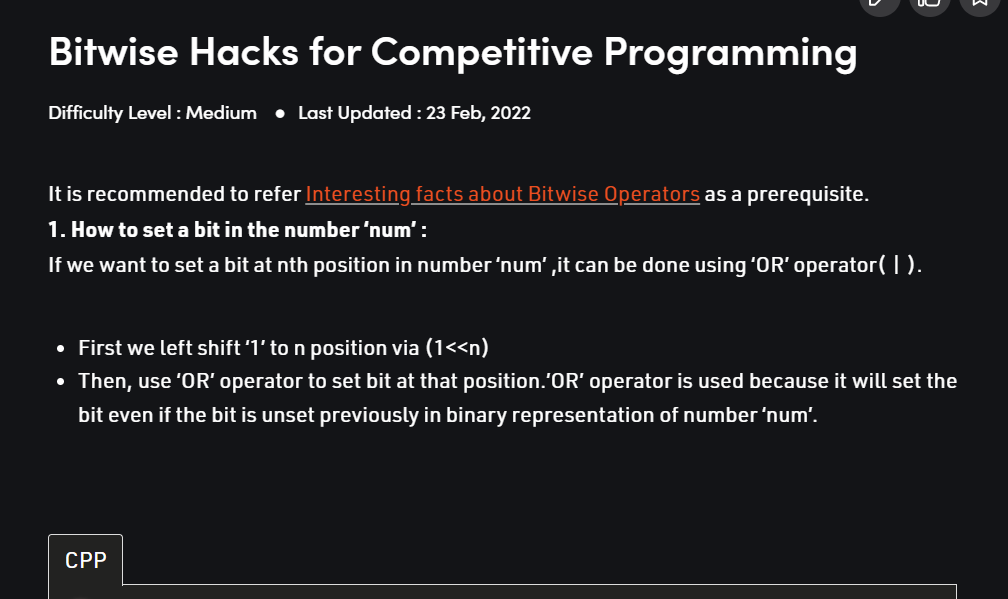 Bitwise Hacks for Competitive Programming
Difficulty Level : Medium ● Last Updated : 23 Feb, 2022
It is recommended to refer Interesting facts about Bitwise Operators as a prerequisite.
1. How to set a bit in the number ‘num’ :
If we want to set a bit at nth position in number ‘num’ ,it can be done using ‘OR’ operator( | ).
• First we left shift ‘1’ to n position via (1<<n)
• Then, use ‘OR’ operator to set bit at that position.’OR’ operator is used because it will set the
bit even if the bit is unset previously in binary representation of number ‘num’.
CPP